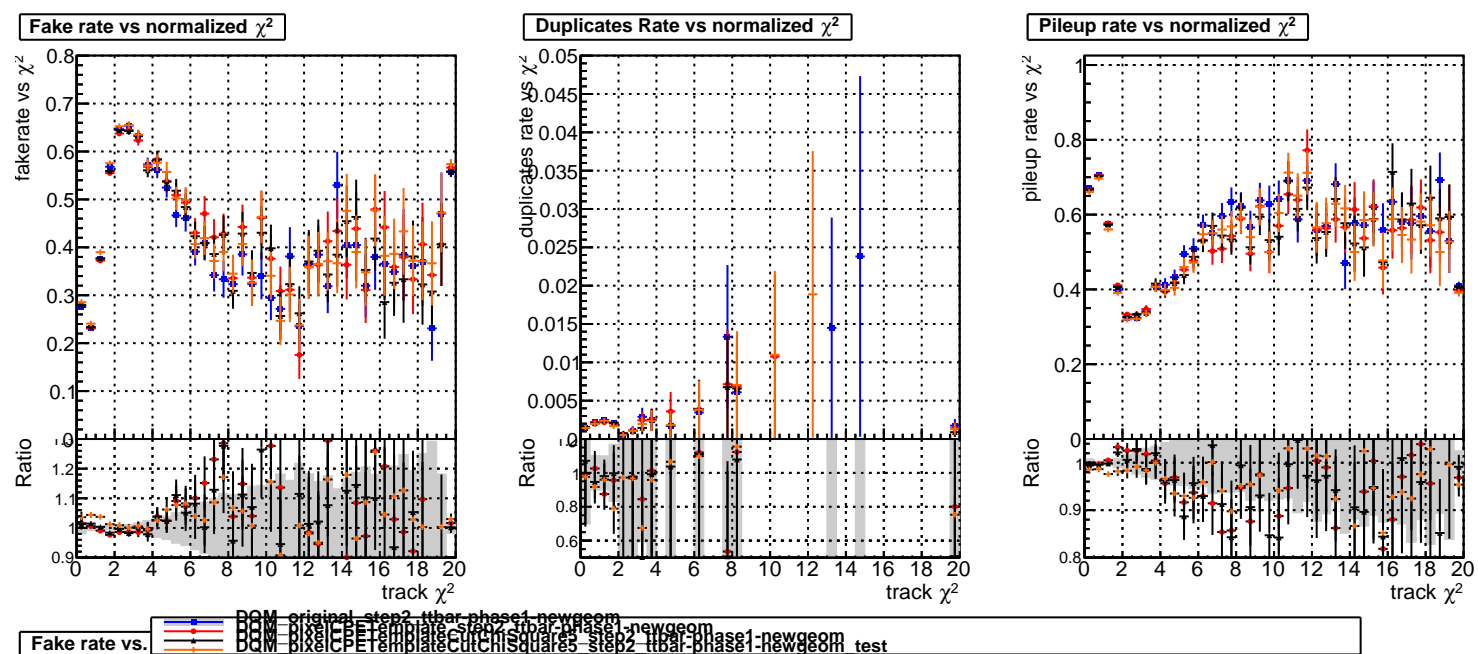 Fake rate vs normalized χ²
Duplicates Rate vs normalized χ²
Pileup rate vs normalized χ²
fakerate vs χ²
0.8
0.7
0.6
0.5
0.4
0.3
0.2
0.1
0
Ratio
1.2
1.1
1
0.9
0 2 4 6 8 10 12 14 16 18 20
track χ²
duplicates rate vs χ²
0.05
0.045
0.04
0.035
0.03
0.025
0.02
0.015
0.01
0.005
0
Ratio
0.8
0.6
0 2 4 6 8 10 12 14 16 18 20
track χ²
pileup rate vs χ²
1
0.8
0.6
0.4
0.2
0
Ratio
1
0.9
0.8
0 2 4 6 8 10 12 14 16 18 20
track χ²
DQM_original_step2_ttbar-phase1-newgeom
DQM_pixelCPETemplate_step2_ttbar-phase1-newgeom
DQM_pixelCPETemplateCutChiSquare5_step2_ttbar-phase1-newgeom
DQM_pixelCPETemplateCutChiSquare5_step2_ttbar-phase1-newgeom_test
Fake rate vs.